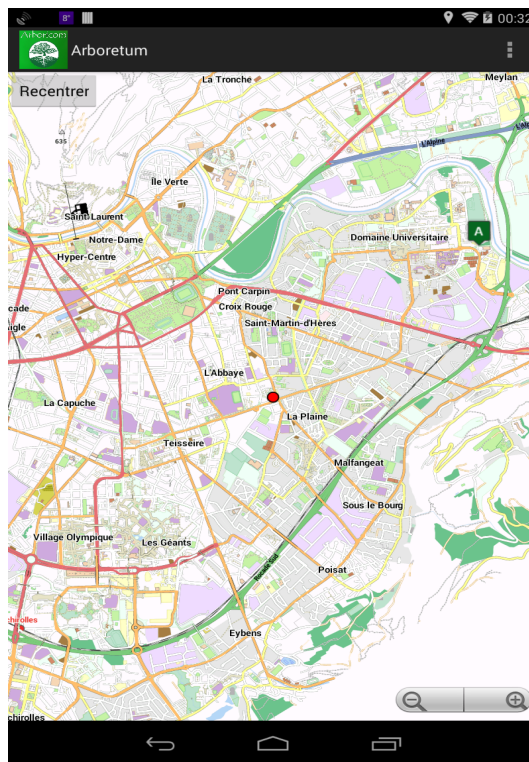 8°
00:32
Arbor.com
Arboretum
Recentrer
La Tronche
Meylan
635
L'Alpine
Île Verte
Saint Laurent
Notre-Dame
Domaine Universitaire
A
Hyper-Centre
Pont Carpin
Croix Rouge
cade
Saint-Martin-d'Hères
Aigle
L'Abbaye
La Capuche
La Plaine
Teisseire
Malfangeat
Sous le Bourg
Village Olympique
Les Géants
Rocade Sud
Poisat
chirolles
Eybens
chirolles